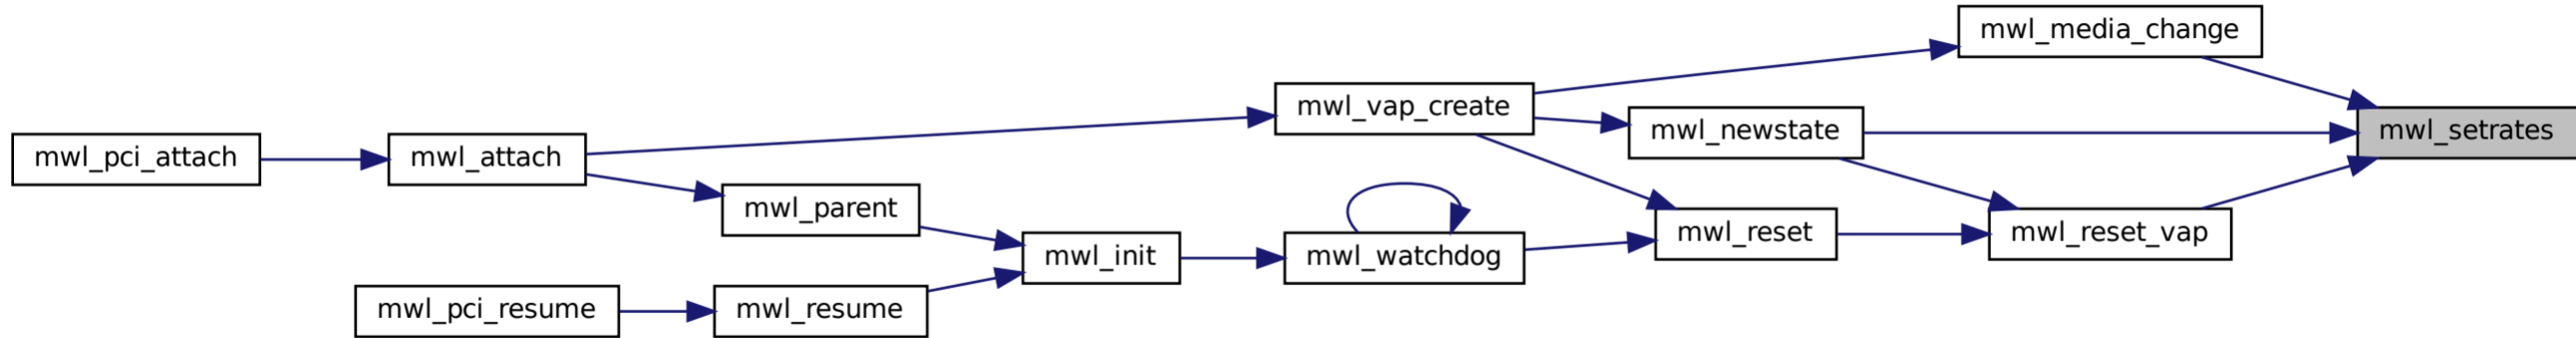 mwl_media_change
mwl_vap_create
mwl_newstate
mwl_setrates
mwl_pci_attach
mwl_attach
mwl_parent
mwl_reset
mwl_reset_vap
mwl_init
mwl_watchdog
mwl_pci_resume
mwl_resume